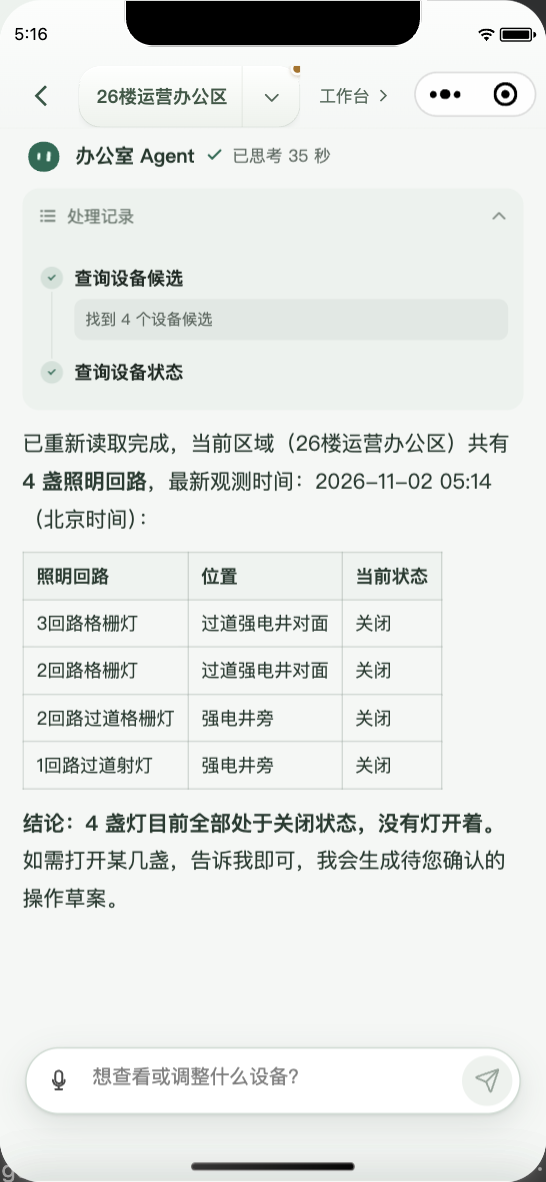 5:16
26楼运营办公区
工作台
办公室 Agent 已思考 35 秒
处理记录
查询设备候选
找到 4 个设备候选
查询设备状态
已重新读取完成，当前区域（26楼运营办公区）共有
4 盏照明回路，最新观测时间：2026-11-02 05:14
（北京时间）：
照明回路 位置 当前状态
3回路格栅灯 过道强电井对面 关闭
2回路格栅灯 过道强电井对面 关闭
2回路过道格栅灯 强电井旁 关闭
1回路过道射灯 强电井旁 关闭
结论：4 盏灯目前全部处于关闭状态，没有灯开着。
如需打开某几盏，告诉我即可，我会生成待您确认的
操作草案。
想查看或调整什么设备？